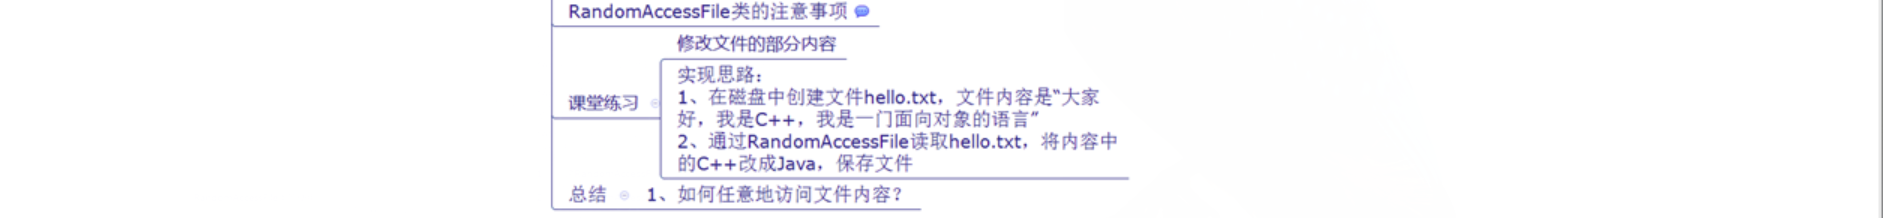 RandomAccessFile类的注意事项
修改文件的部分内容
实现思路：
1、在磁盘中创建文件hello.txt，文件内容是“大家
好，我是C++，我是一门面向对象的语言”
课堂练习
2、通过RandomAccessFile读取hello.txt，将内容中
的C++改成Java，保存文件
总结 1、如何任意地访问文件内容？